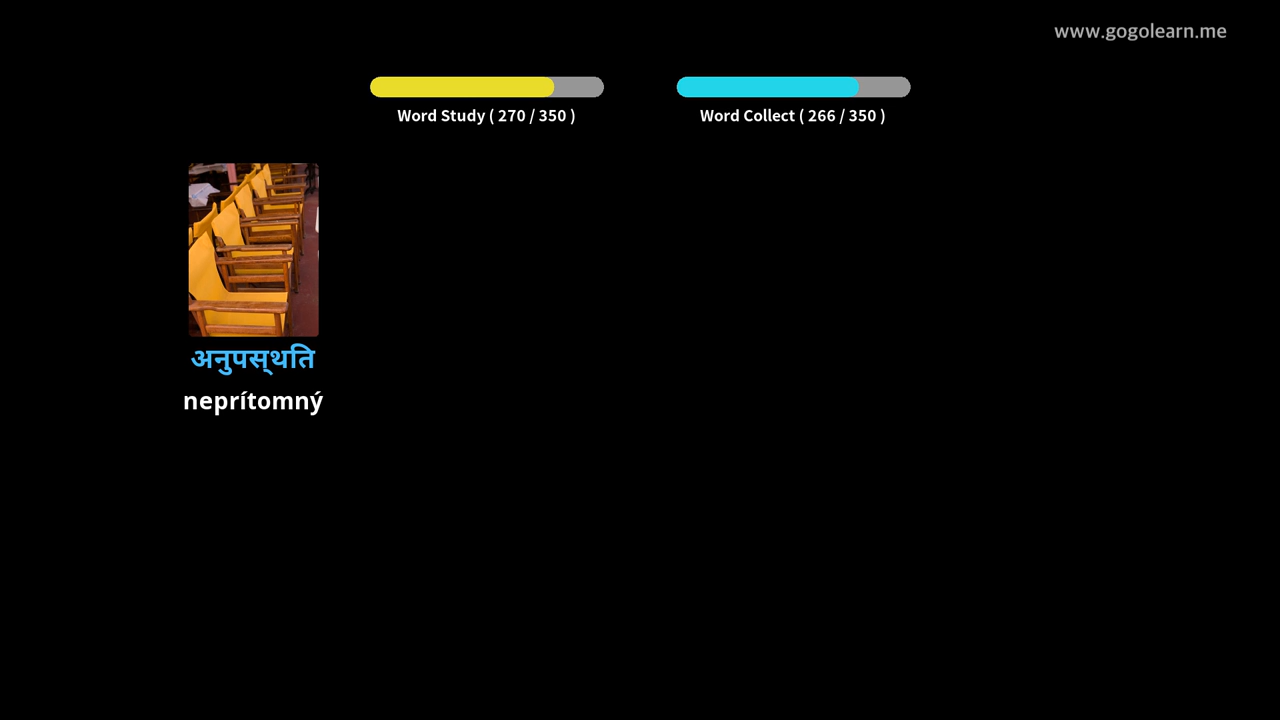 www.gogolearn.me
Word Study ( 270 / 350 )
Word Collect ( 266 / 350 )
अनुपस्थति
neprítomný